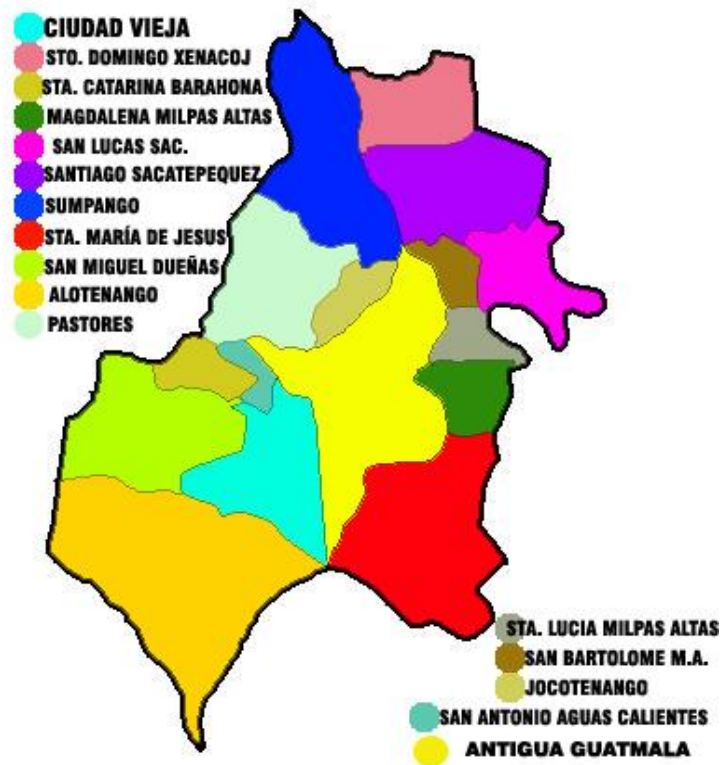 CIUDAD VIEJA
STO. DOMINGO XENACOJ
STA. CATARINA BARAHONA
MAGDALENA MILPAS ALTAS
SAN LUCAS SAC.
SANTIAGO SACATEPEQUEZ
SUMPANGO
STA. MARÍA DE JESUS
SAN MIGUEL DUEÑAS
ALOTENANGO
PASTORES
STA. LUCIA MILPAS ALTAS
SAN BARTOLOME M.A.
JOCOTENANGO
SAN ANTONIO AGUAS CALIENTES
ANTIGUA GUATMALA